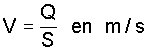 V = Q/S en m/s